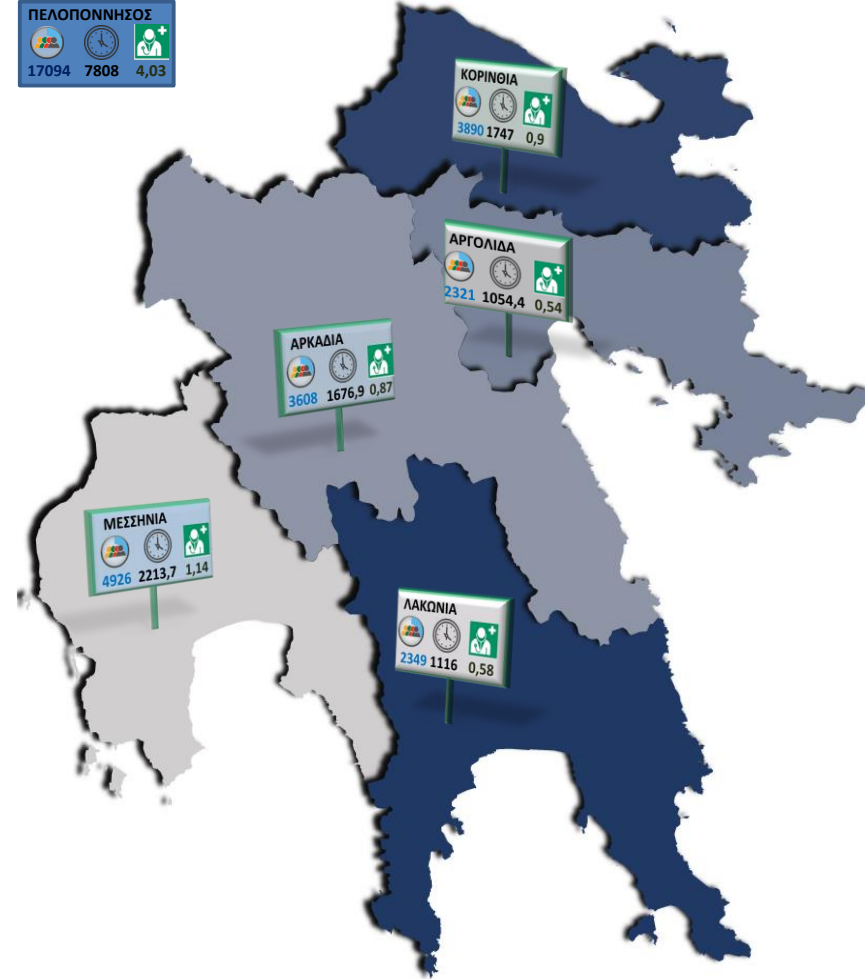 ΠΕΛΟΠΟΝΝΗΣΟΣ
17094 7808 4,03
ΚΟΡΙΝΘΙΑ
3890 1747 0,9
ΑΡΓΟΛΙΔΑ
2321 1054,4 0,54
ΑΡΚΑΔΙΑ
3608 1676,9 0,87
ΜΕΣΣΗΝΙΑ
4926 2213,7 1,14
ΛΑΚΩΝΙΑ
2349 1116 0,58